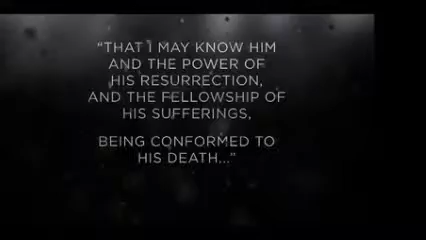 “THAT I MAY KNOW HIM
AND THE POWER OF
HIS RESURRECTION,
AND THE FELLOWSHIP OF
HIS SUFFERINGS,
BEING CONFORMED TO
HIS DEATH...”